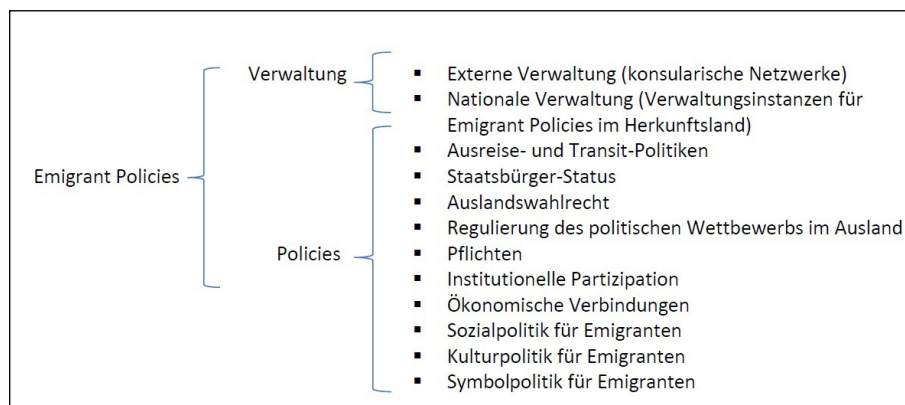 Verwaltung
▪ Externe Verwaltung (konsularische Netzwerke)
▪ Nationale Verwaltung (Verwaltungsinstanzen für
Emigrant Policies im Herkunftsland)
Emigrant Policies
Policies
▪ Ausreise- und Transit-Politiken
▪ Staatsbürger-Status
▪ Auslandswahlrecht
▪ Regulierung des politischen Wettbewerbs im Ausland
▪ Pflichten
▪ Institutionelle Partizipation
▪ Ökonomische Verbindungen
▪ Sozialpolitik für Emigranten
▪ Kulturpolitik für Emigranten
▪ Symbolpolitik für Emigranten